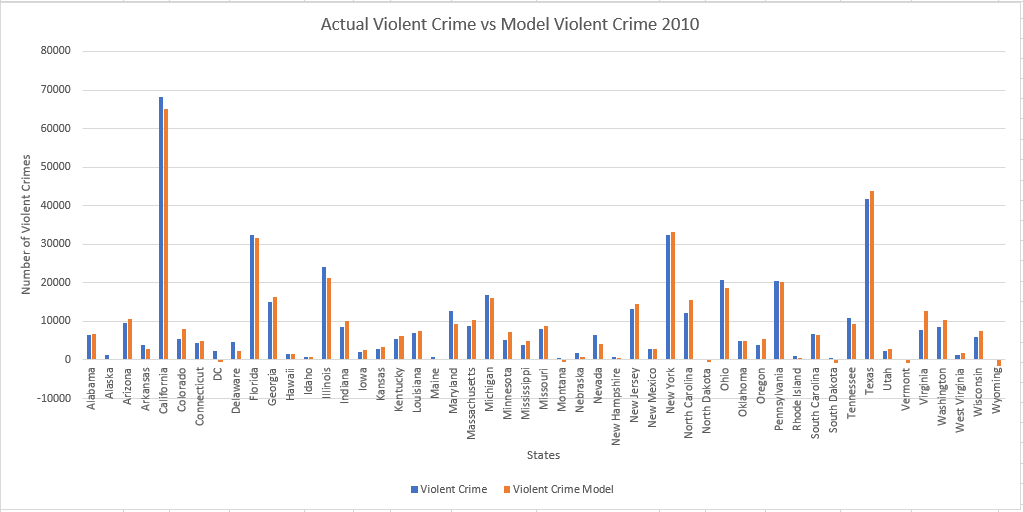 Actual Violent Crime vs Model Violent Crime 2010
80000
70000
60000
50000
40000
30000
20000
10000
0
-10000
Number of Violent Crimes
Alabama
Alaska
Arizona
Arkansas
California
Colorado
Connecticut
DC
Delaware
Florida
Georgia
Hawaii
Idaho
Illinois
Indiana
Iowa
Kansas
Kentucky
Louisiana
Maine
Maryland
Massachusetts
Michigan
Minnesota
Mississippi
Missouri
Montana
Nebraska
Nevada
New Hampshire
New Jersey
New Mexico
New York
North Carolina
North Dakota
Ohio
Oklahoma
Oregon
Pennsylvania
Rhode Island
South Carolina
South Dakota
Tennessee
Texas
Utah
Vermont
Virginia
Washington
West Virginia
Wisconsin
Wyoming
States
Violent Crime
Violent Crime Model